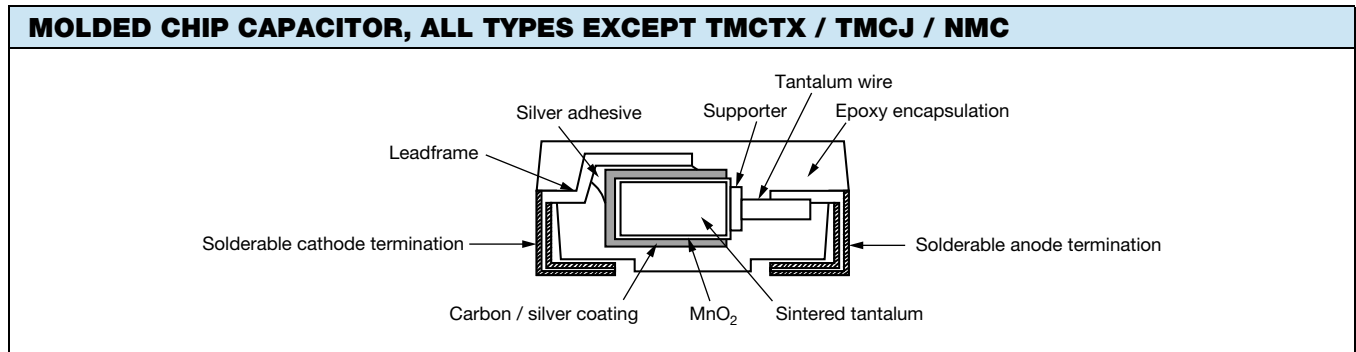 MOLDED CHIP CAPACITOR, ALL TYPES EXCEPT TMCTX / TMCJ / NMC
Tantalum wire
Silver adhesive
Supporter
Epoxy encapsulation
Leadframe
Solderable cathode termination
Solderable anode termination
Carbon / silver coating
MnO₂
Sintered tantalum